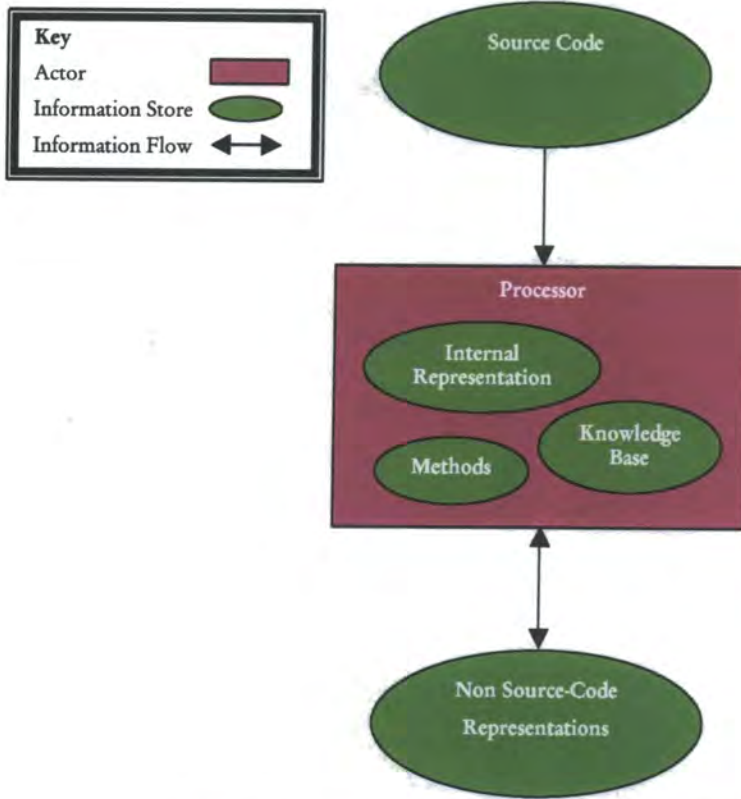 Key
Actor
Information Store
Information Flow
Source Code
Processor
Internal
Representation
Knowledge
Base
Methods
Non Source-Code
Representations